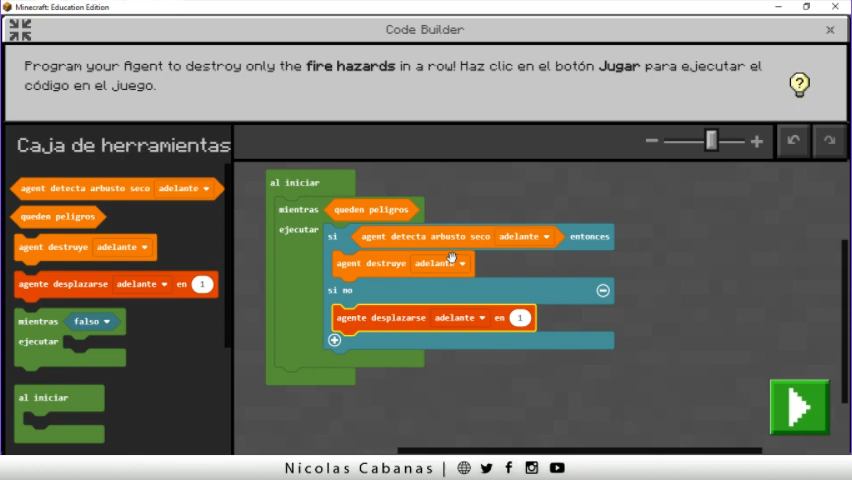 Minecraft: Education Edition
Code Builder
Program your Agent to destroy only the fire hazards in a row! Haz clic en el botón Jugar para ejecutar el
código en el juego.
Caja de herramientas
agent detecta arbusto seco adelante
queden peligros
agent destruye adelante
agente desplazarse adelante en 1
mientras falso
ejecutar
al iniciar
al iniciar
mientras queden peligros
ejecutar
si agent detecta arbusto seco adelante entonces
agent destruye adelante
si no
agente desplazarse adelante en 1
Nicolas Cabanas |